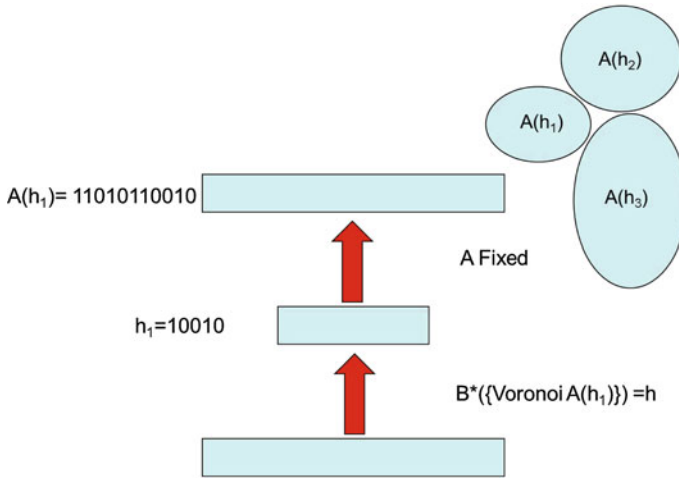 A(h₂)
A(h₁)
A(h₁)= 11010110010
A(h₃)
A Fixed
h₁=10010
B*({Voronoi A(h₁)}) =h